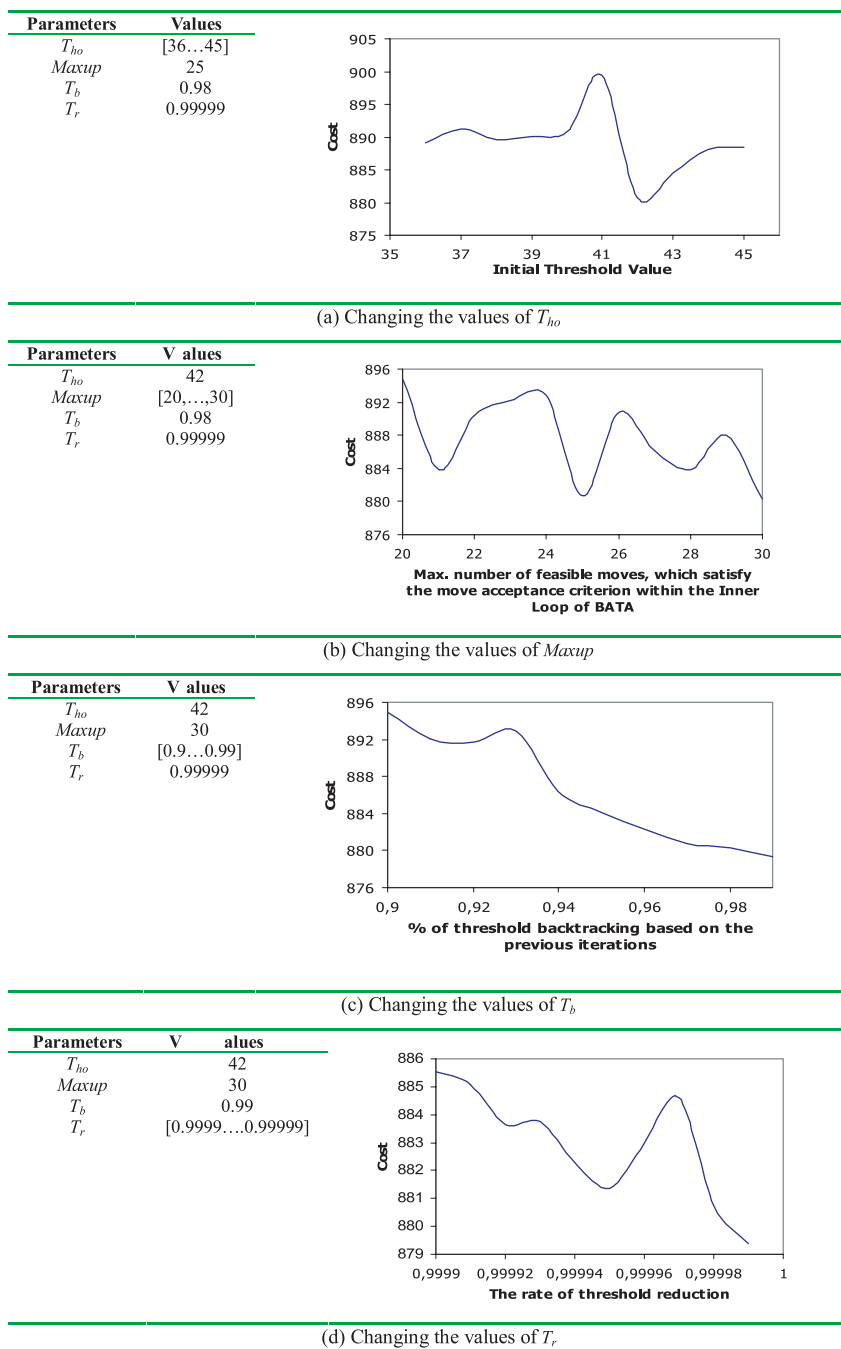 Parameters Values
Tho [36…45]
Maxup 25
Tb 0.98
Tr 0.99999
905
900
895
890
885
880
875
Cost
35 37 39 41 43 45
Initial Threshold Value
(a) Changing the values of Tho
Parameters V alues
Tho 42
Maxup [20,…,30]
Tb 0.98
Tr 0.99999
896
892
888
884
880
876
Cost
20 22 24 26 28 30
Max. number of feasible moves, which satisfy
the move acceptance criterion within the Inner
Loop of BATA
(b) Changing the values of Maxup
Parameters V alues
Tho 42
Maxup 30
Tb [0.9…0.99]
Tr 0.99999
896
892
888
884
880
876
Cost
0,9 0,92 0,94 0,96 0,98
% of threshold backtracking based on the
previous iterations
(c) Changing the values of Tb
Parameters V alues
Tho 42
Maxup 30
Tb 0.99
Tr [0.9999….0.99999]
886
885
884
883
882
881
880
879
Cost
0,9999 0,99992 0,99994 0,99996 0,99998 1
The rate of threshold reduction
(d) Changing the values of Tr